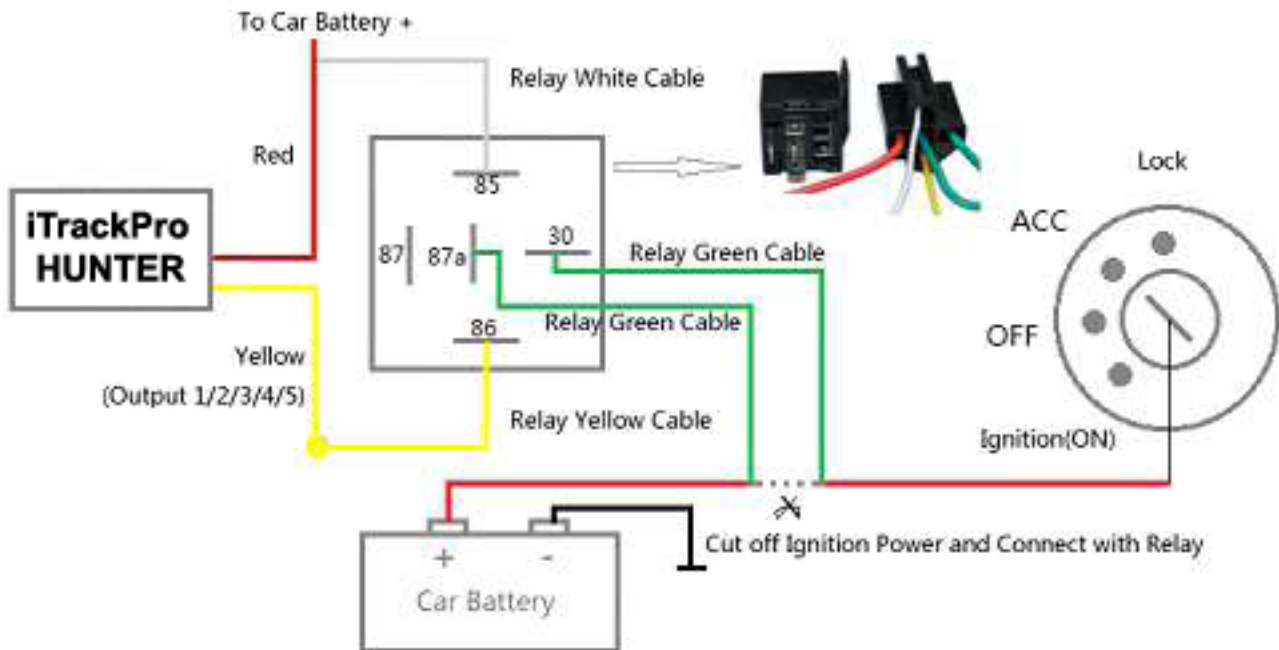 To Car Battery +
Relay White Cable
Red
Lock
85
ACC
iTrackPro
HUNTER
87
87a
30
Relay Green Cable
Relay Green Cable
86
OFF
Yellow
(Output 1/2/3/4/5)
Relay Yellow Cable
Ignition(ON)
Cut off Ignition Power and Connect with Relay
+
-
Car Battery